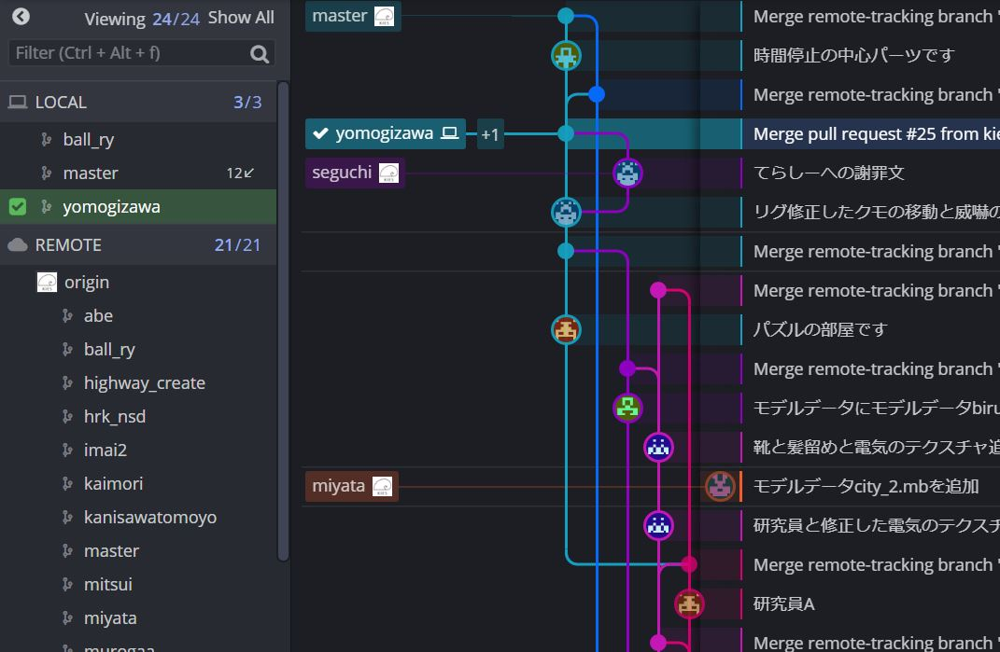 Viewing 24/24 Show All
Filter (Ctrl + Alt + f)
LOCAL 3/3
ball_ry
master 12↙
yomogizawa
REMOTE 21/21
origin
abe
ball_ry
highway_create
hrk_nsd
imai2
kaimori
kanisawatomoyo
master
mitsui
miyata
murogaa
master KIES
Merge remote-tracking branch '
時間停止の中心パーツです
Merge remote-tracking branch '
yomogizawa +1
Merge pull request #25 from kie
seguchi KIES
てらしーへの謝罪文
リグ修正したクモの移動と威嚇の
Merge remote-tracking branch '
Merge remote-tracking branch '
パズルの部屋です
Merge remote-tracking branch '
モデルデータにモデルデータbiru
靴と髪留めと電気のテクスチャ追
miyata KIES
モデルデータcity_2.mbを追加
研究員と修正した電気のテクスチ
Merge remote-tracking branch '
研究員A
Merge remote-tracking branch '